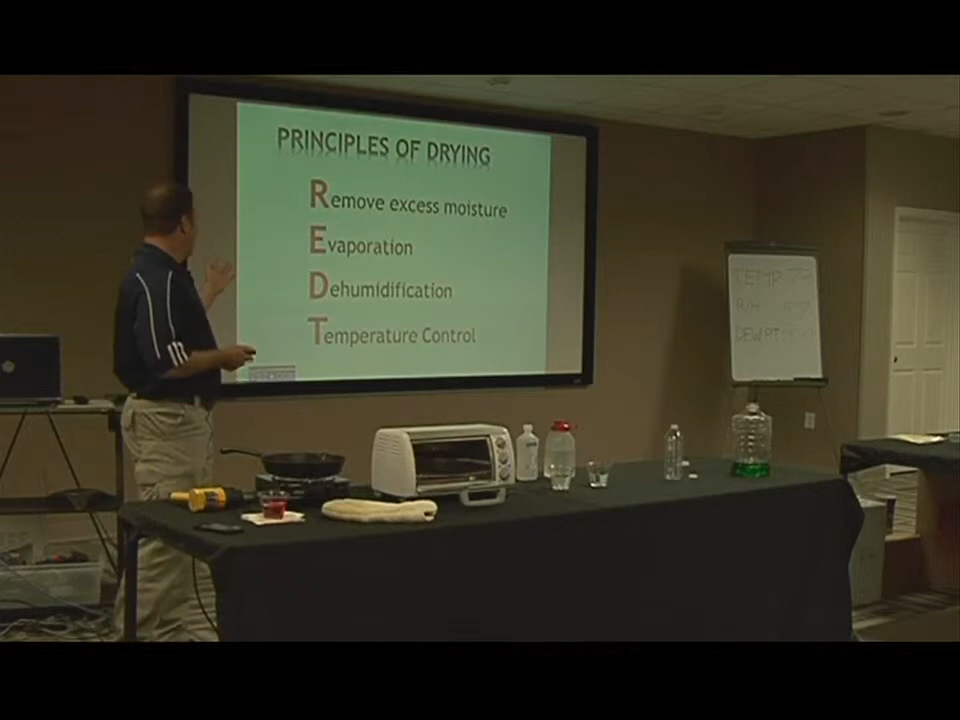 PRINCIPLES OF DRYING
Remove excess moisture
Evaporation
Dehumidification
Temperature Control
TEMP
R/H
DEW PT